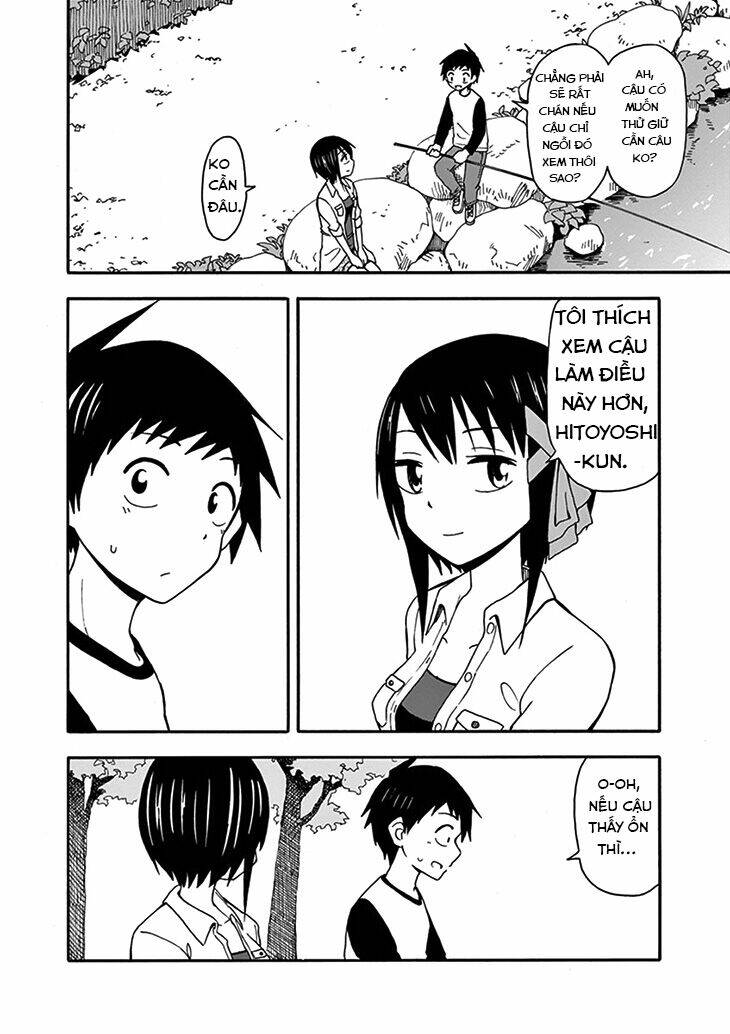 AH,
CẬU CÓ
MUỐN
THỬ GIỮ
CẦN CÂU
KO?
CHẲNG PHẢI
SẼ RẤT
CHÁN NẾU
CẬU CHỈ
NGỒI ĐÓ
XEM THÔI
SAO?
KO
CẦN
ĐÂU.
TÔI THÍCH
XEM CẬU
LÀM ĐIỀU
NÀY HƠN,
HITOYOSHI
-KUN.
O-OH,
NẾU CẬU
THẤY ỔN
THÌ...